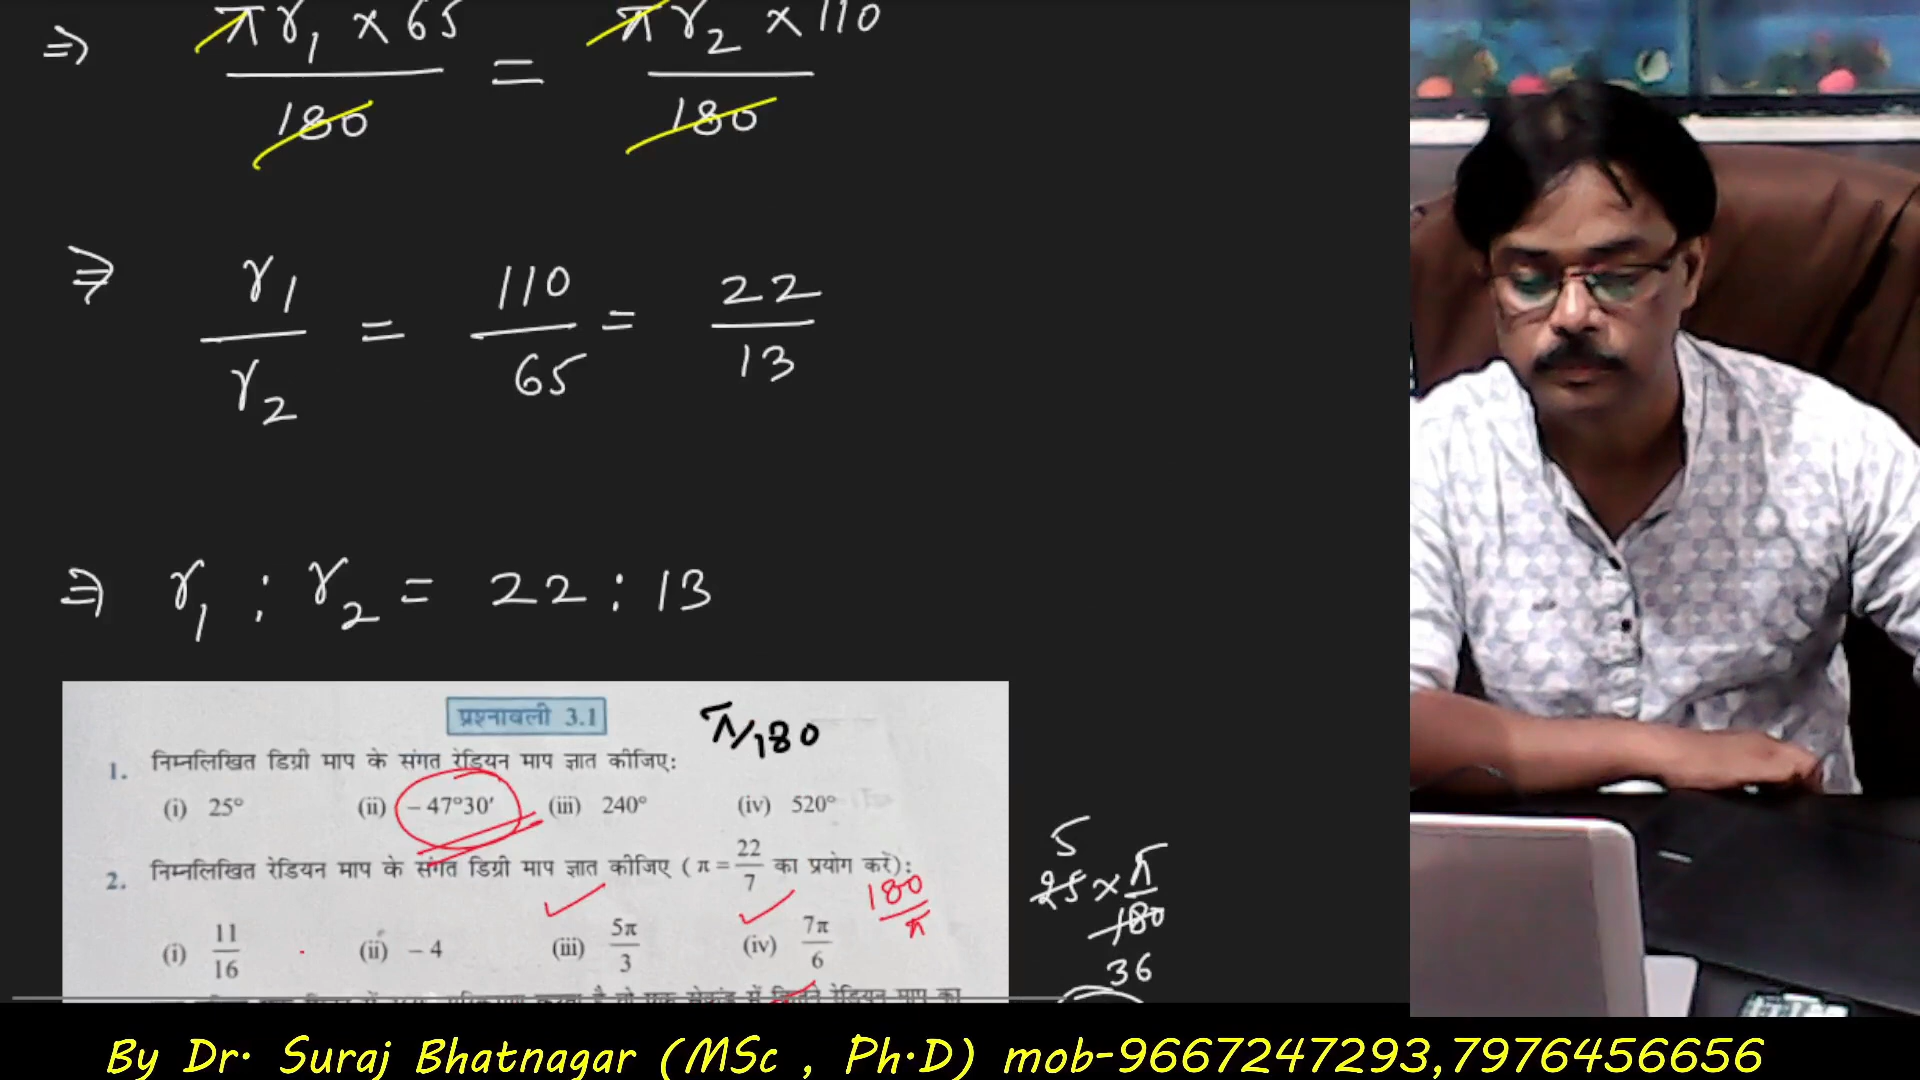 ⇒ πr₁ × 65 / 180 = πr₂ × 110 / 180
⇒ r₁ / r₂ = 110 / 65 = 22 / 13
⇒ r₁ : r₂ = 22 : 13
प्रश्नावली 3.1
π/180
1. निम्नलिखित डिग्री माप के संगत रेडियन माप ज्ञात कीजिए:
(i) 25° (ii) – 47°30′ (iii) 240° (iv) 520°
2. निम्नलिखित रेडियन माप के संगत डिग्री माप ज्ञात कीजिए ( π = 22/7 का प्रयोग करें):
180/π
(i) 11/16 (ii) – 4 (iii) 5π/3 (iv) 7π/6
रेडियन माप का
5
25 × π/180
36
By Dr. Suraj Bhatnagar (MSc , Ph.D) mob-9667247293,7976456656